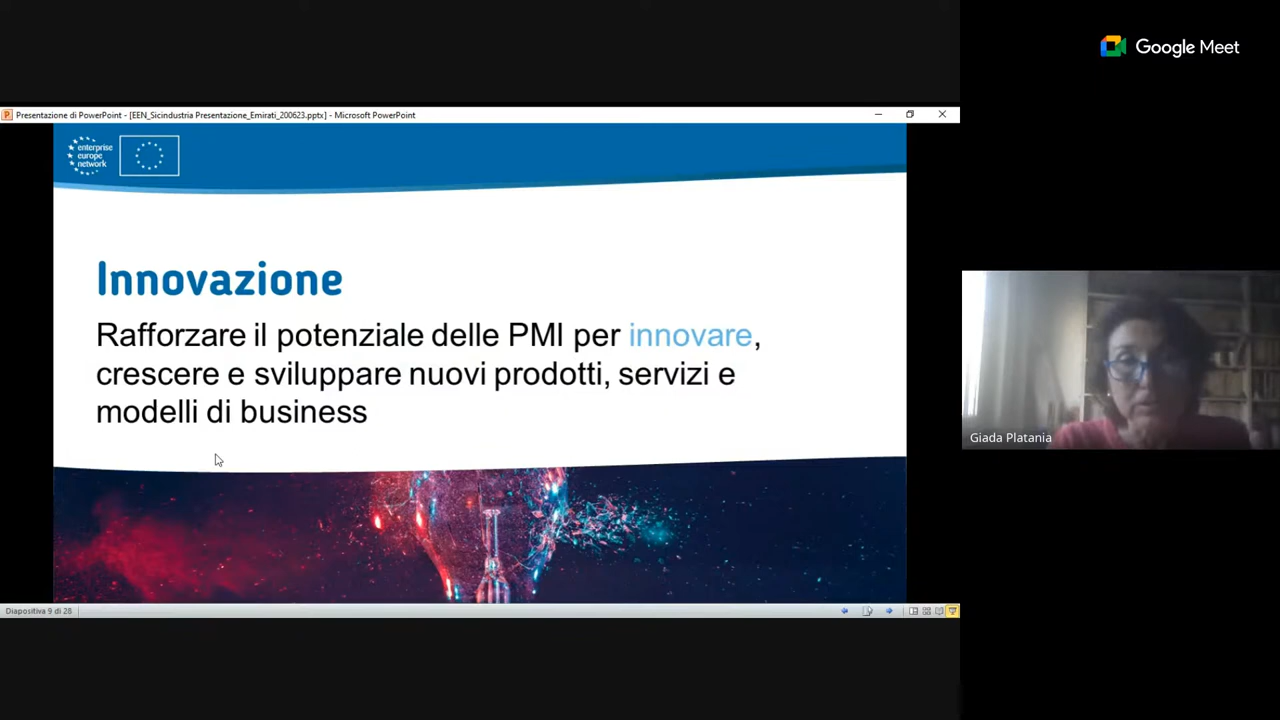 Google Meet
Presentazione di PowerPoint - [EEN_Sicindustria Presentazione_Emirati_200623.pptx] - Microsoft PowerPoint
enterprise
europe
network
Innovazione
Rafforzare il potenziale delle PMI per innovare,
crescere e sviluppare nuovi prodotti, servizi e
modelli di business
Giada Platania
Diapositiva 9 di 28